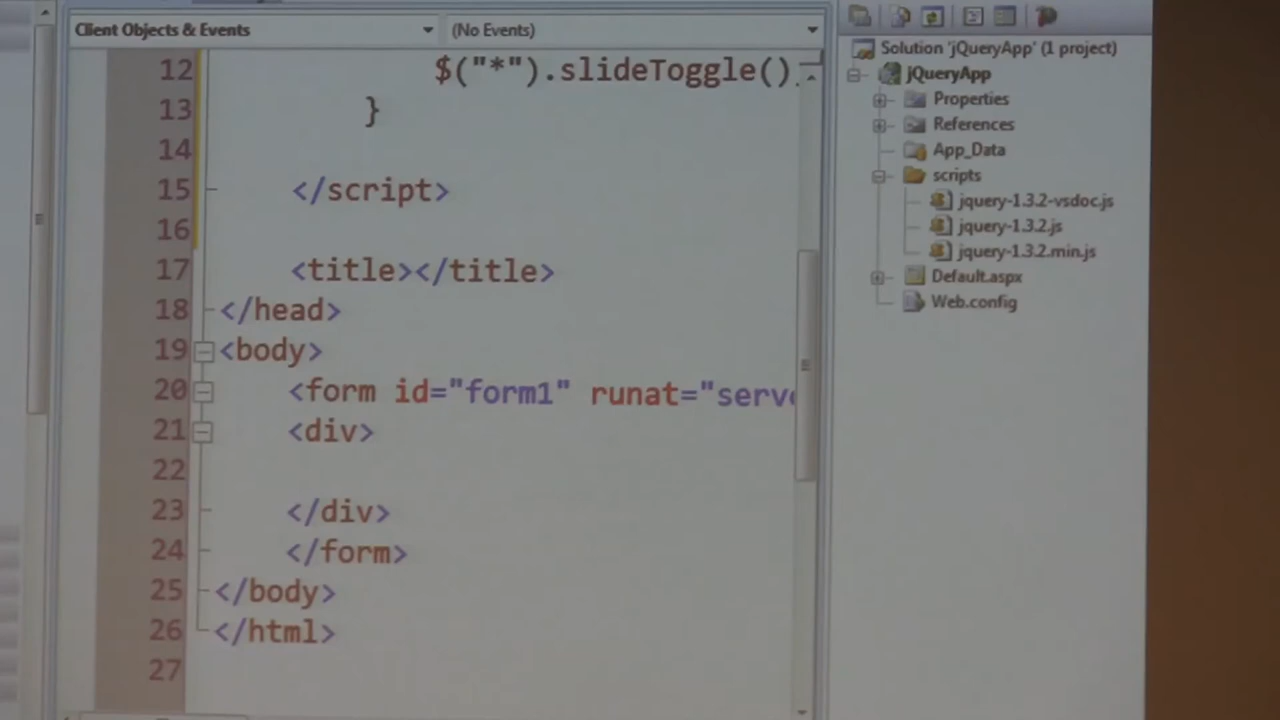 Client Objects & Events
(No Events)
12 $("*").slideToggle()
13 }
14
15 </script>
16
17 <title></title>
18 </head>
19 <body>
20 <form id="form1" runat="serve
21 <div>
22
23 </div>
24 </form>
25 </body>
26 </html>
27
Solution 'jQueryApp' (1 project)
jQueryApp
Properties
References
App_Data
scripts
jquery-1.3.2-vsdoc.js
jquery-1.3.2.js
jquery-1.3.2.min.js
Default.aspx
Web.config